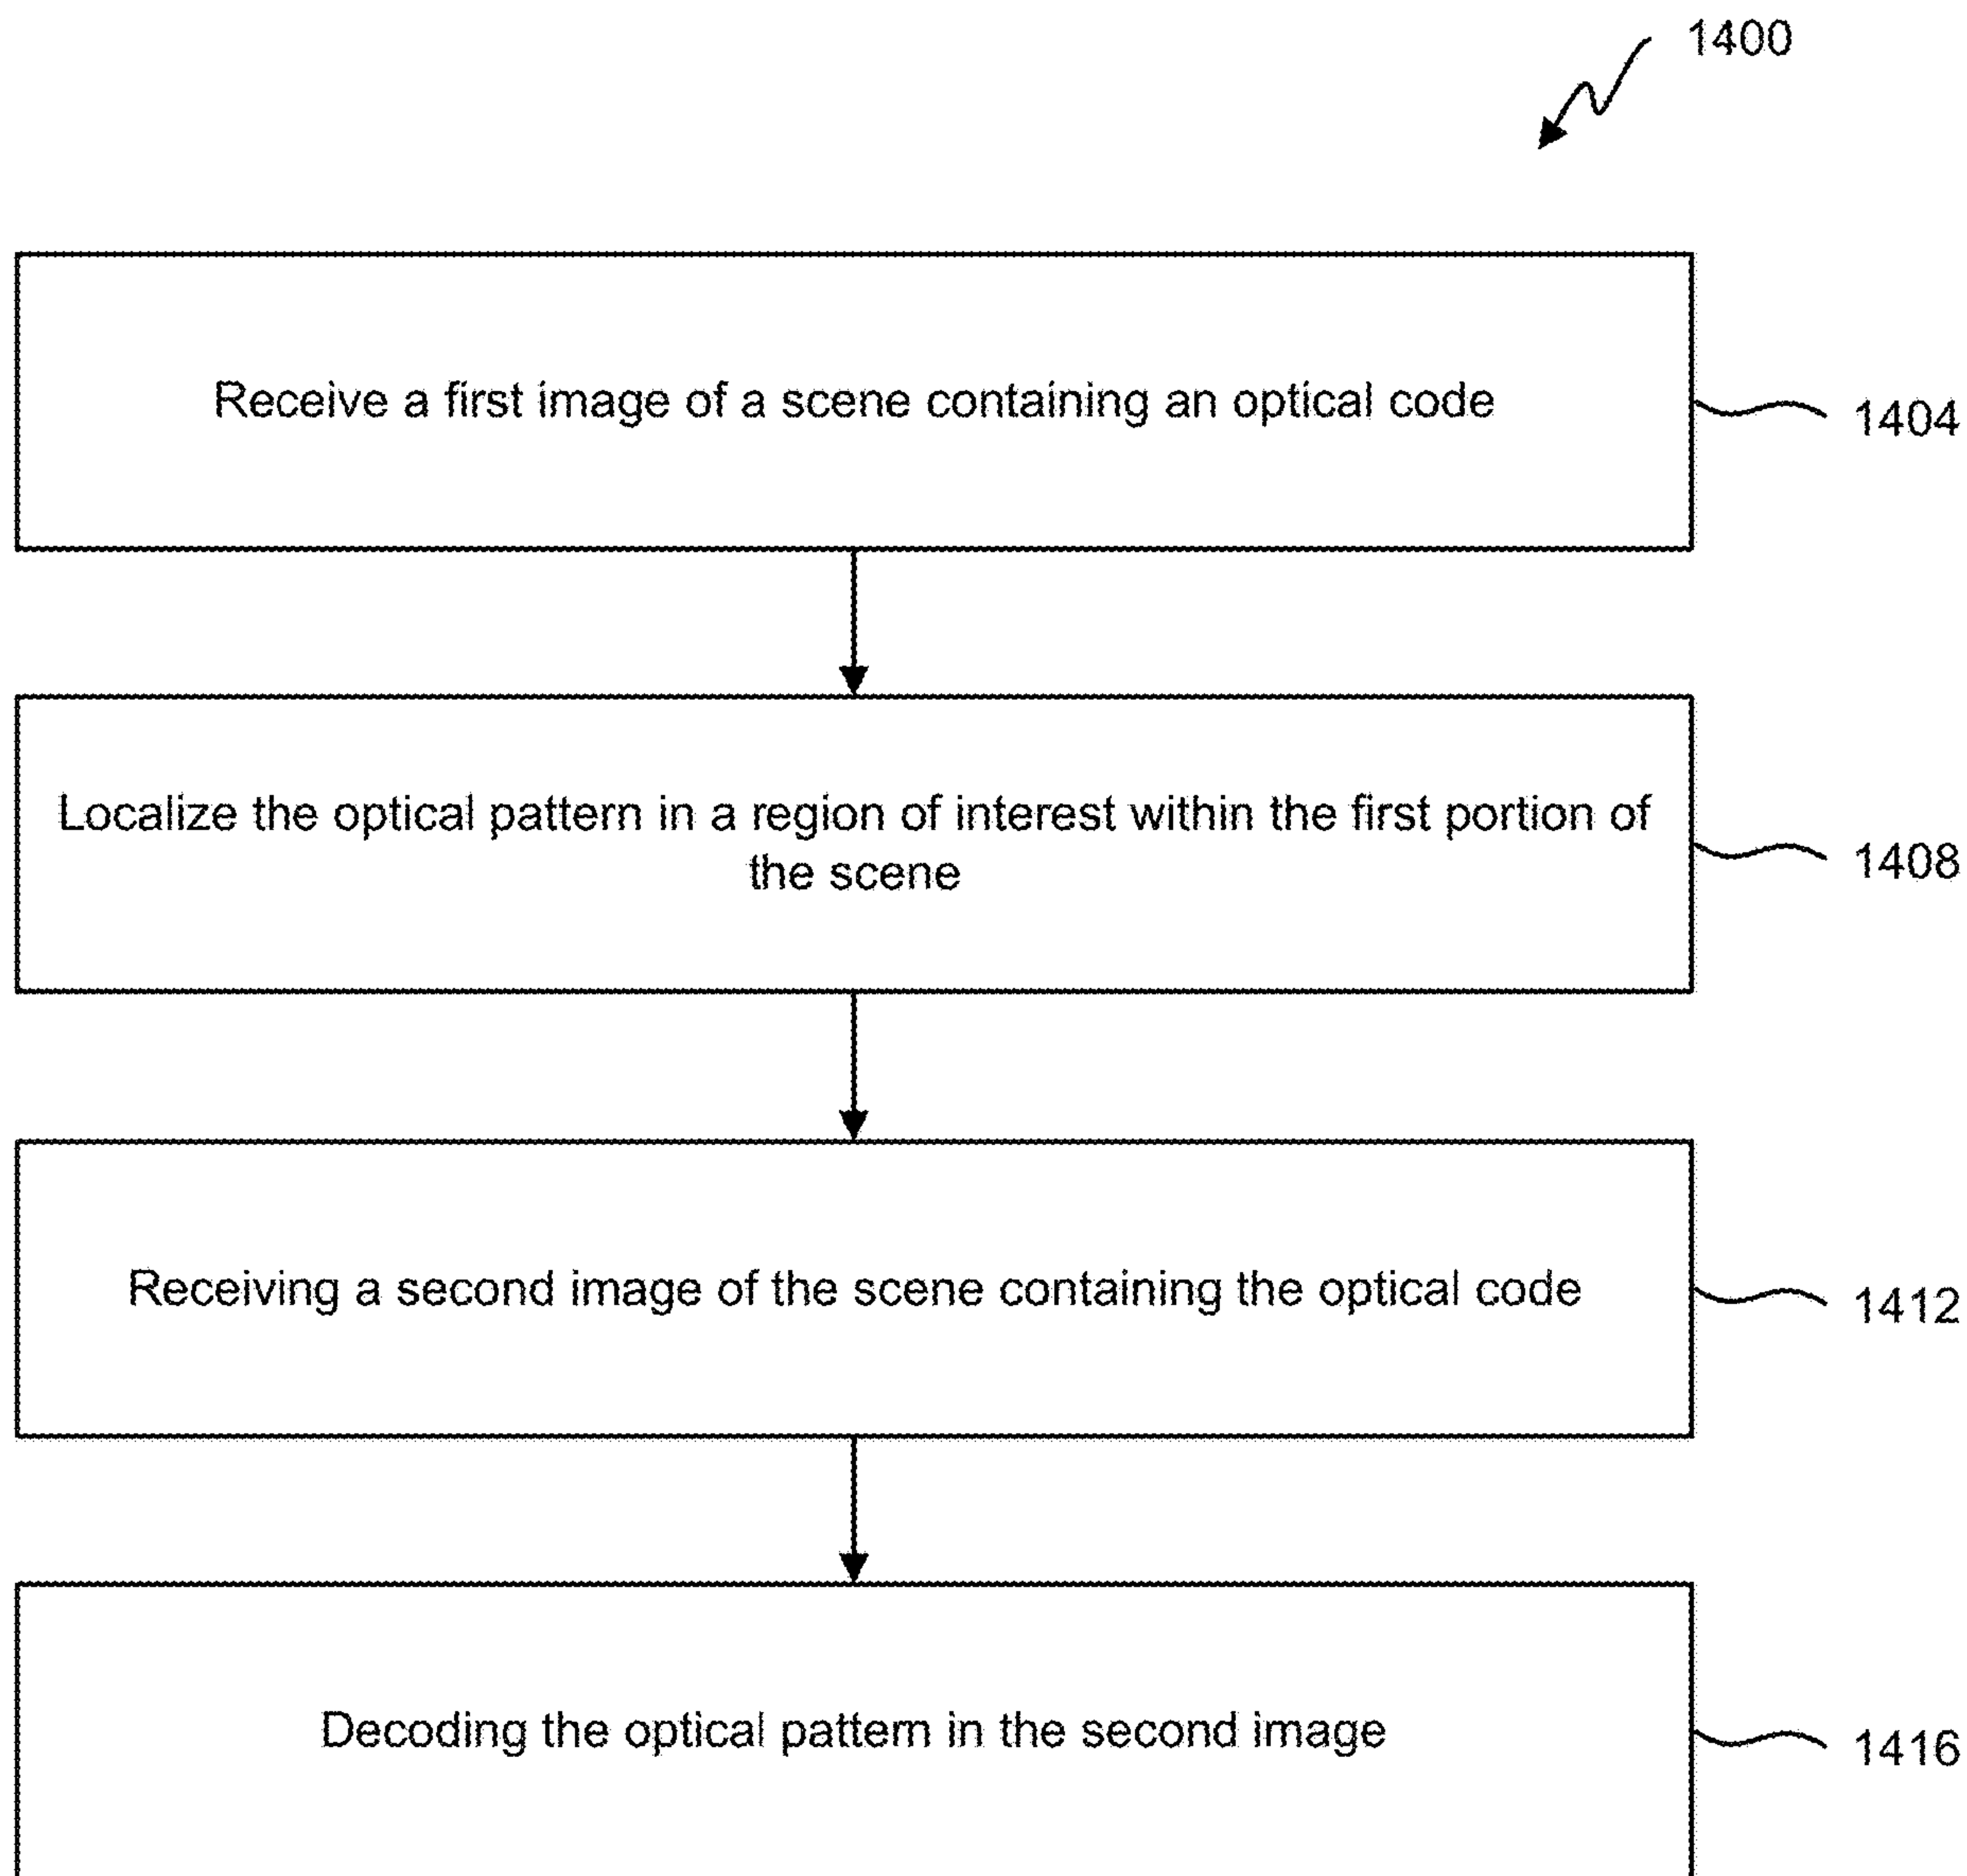 1400
Receive a first image of a scene containing an optical code
1404
Localize the optical pattern in a region of interest within the first portion of
the scene
1408
Receiving a second image of the scene containing the optical code
1412
Decoding the optical pattern in the second image
1416